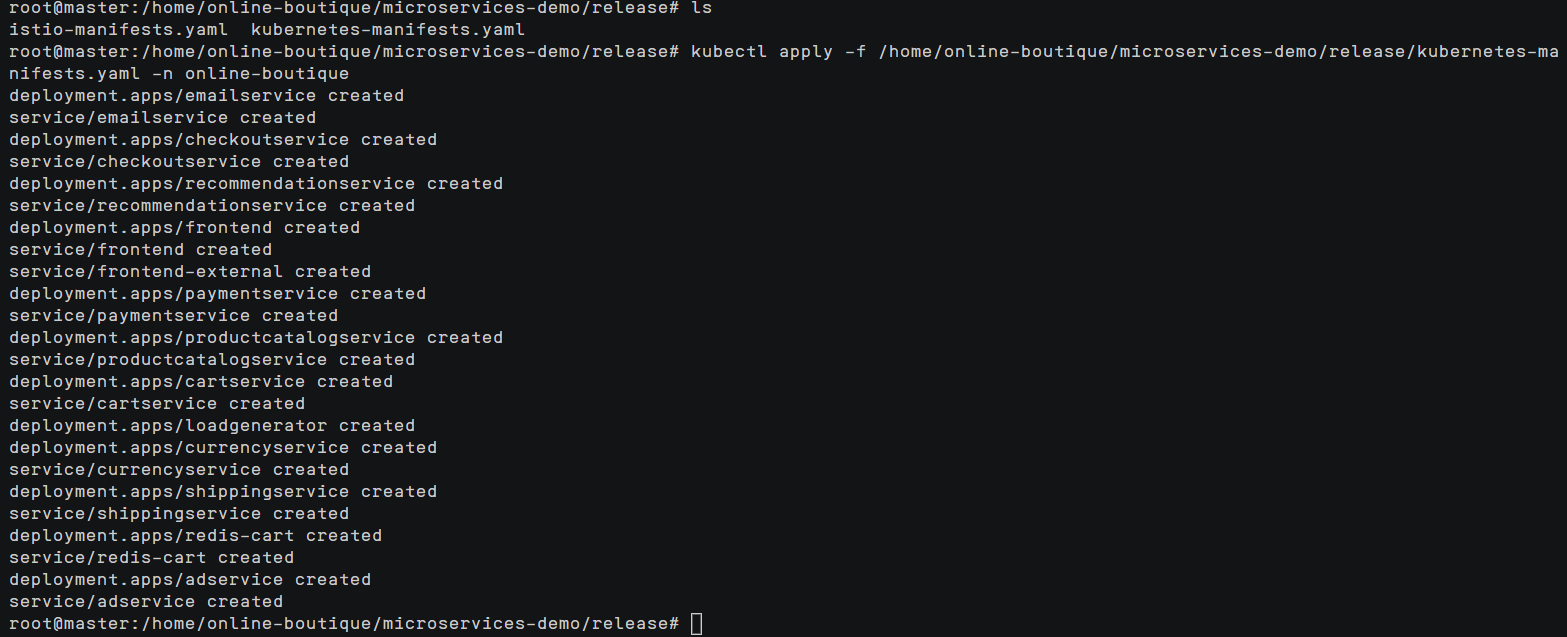 root@master:/home/online-boutique/microservices-demo/release# ls
istio-manifests.yaml  kubernetes-manifests.yaml
root@master:/home/online-boutique/microservices-demo/release# kubectl apply -f /home/online-boutique/microservices-demo/release/kubernetes-ma
nifests.yaml -n online-boutique
deployment.apps/emailservice created
service/emailservice created
deployment.apps/checkoutservice created
service/checkoutservice created
deployment.apps/recommendationservice created
service/recommendationservice created
deployment.apps/frontend created
service/frontend created
service/frontend-external created
deployment.apps/paymentservice created
service/paymentservice created
deployment.apps/productcatalogservice created
service/productcatalogservice created
deployment.apps/cartservice created
service/cartservice created
deployment.apps/loadgenerator created
deployment.apps/currencyservice created
service/currencyservice created
deployment.apps/shippingservice created
service/shippingservice created
deployment.apps/redis-cart created
service/redis-cart created
deployment.apps/adservice created
service/adservice created
root@master:/home/online-boutique/microservices-demo/release#